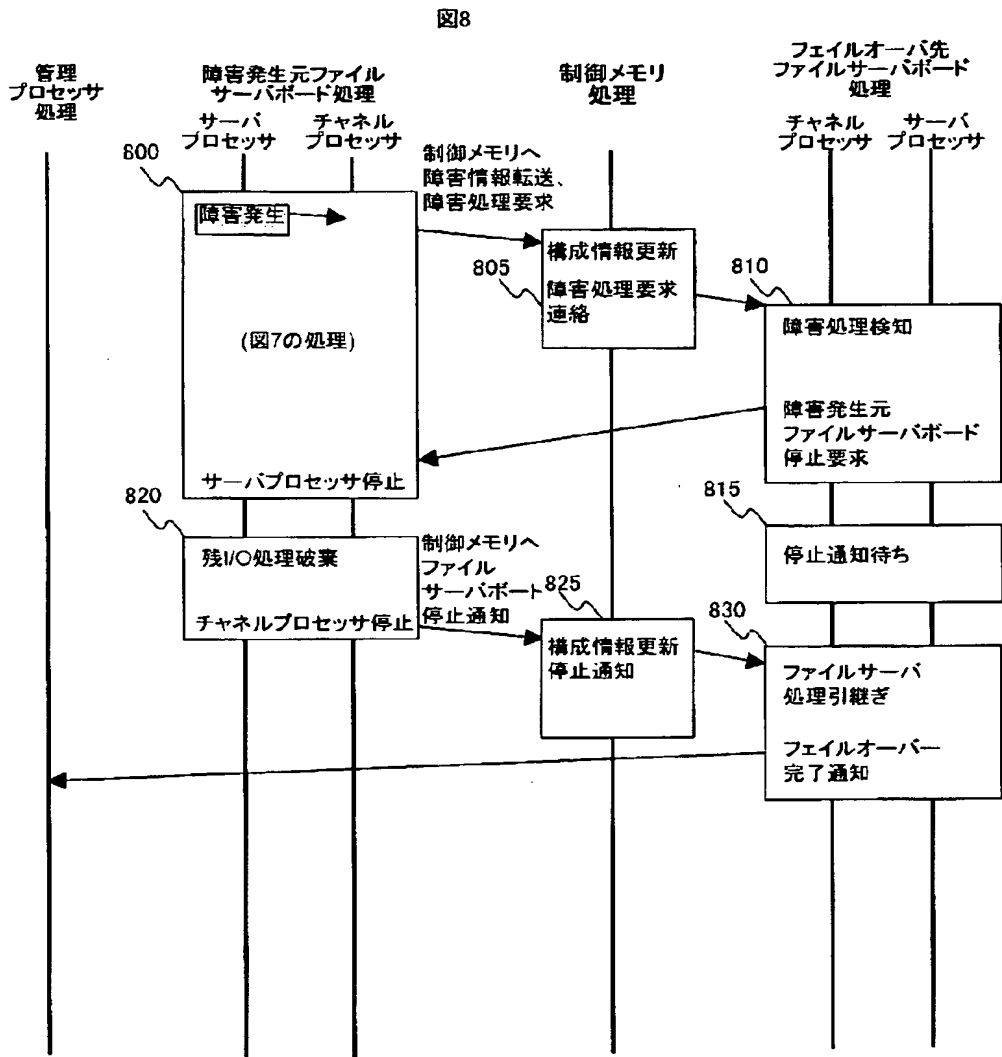 図8
管理
プロセッサ
処理
障害発生元ファイル
サーバボード処理
サーバ
プロセッサ
チャネル
プロセッサ
制御メモリ
処理
フェイルオーバ先
ファイルサーバボード
処理
チャネル
プロセッサ
サーバ
プロセッサ
800
障害発生
(図7の処理)
サーバプロセッサ停止
制御メモリへ
障害情報転送、
障害処理要求
805
構成情報更新
障害処理要求
連絡
810
障害処理検知
障害発生元
ファイルサーバボード
停止要求
815
停止通知待ち
820
残I/O処理破棄
チャネルプロセッサ停止
制御メモリへ
ファイル
サーバボート
停止通知
825
構成情報更新
停止通知
830
ファイルサーバ
処理引継ぎ
フェイルオーバー
完了通知